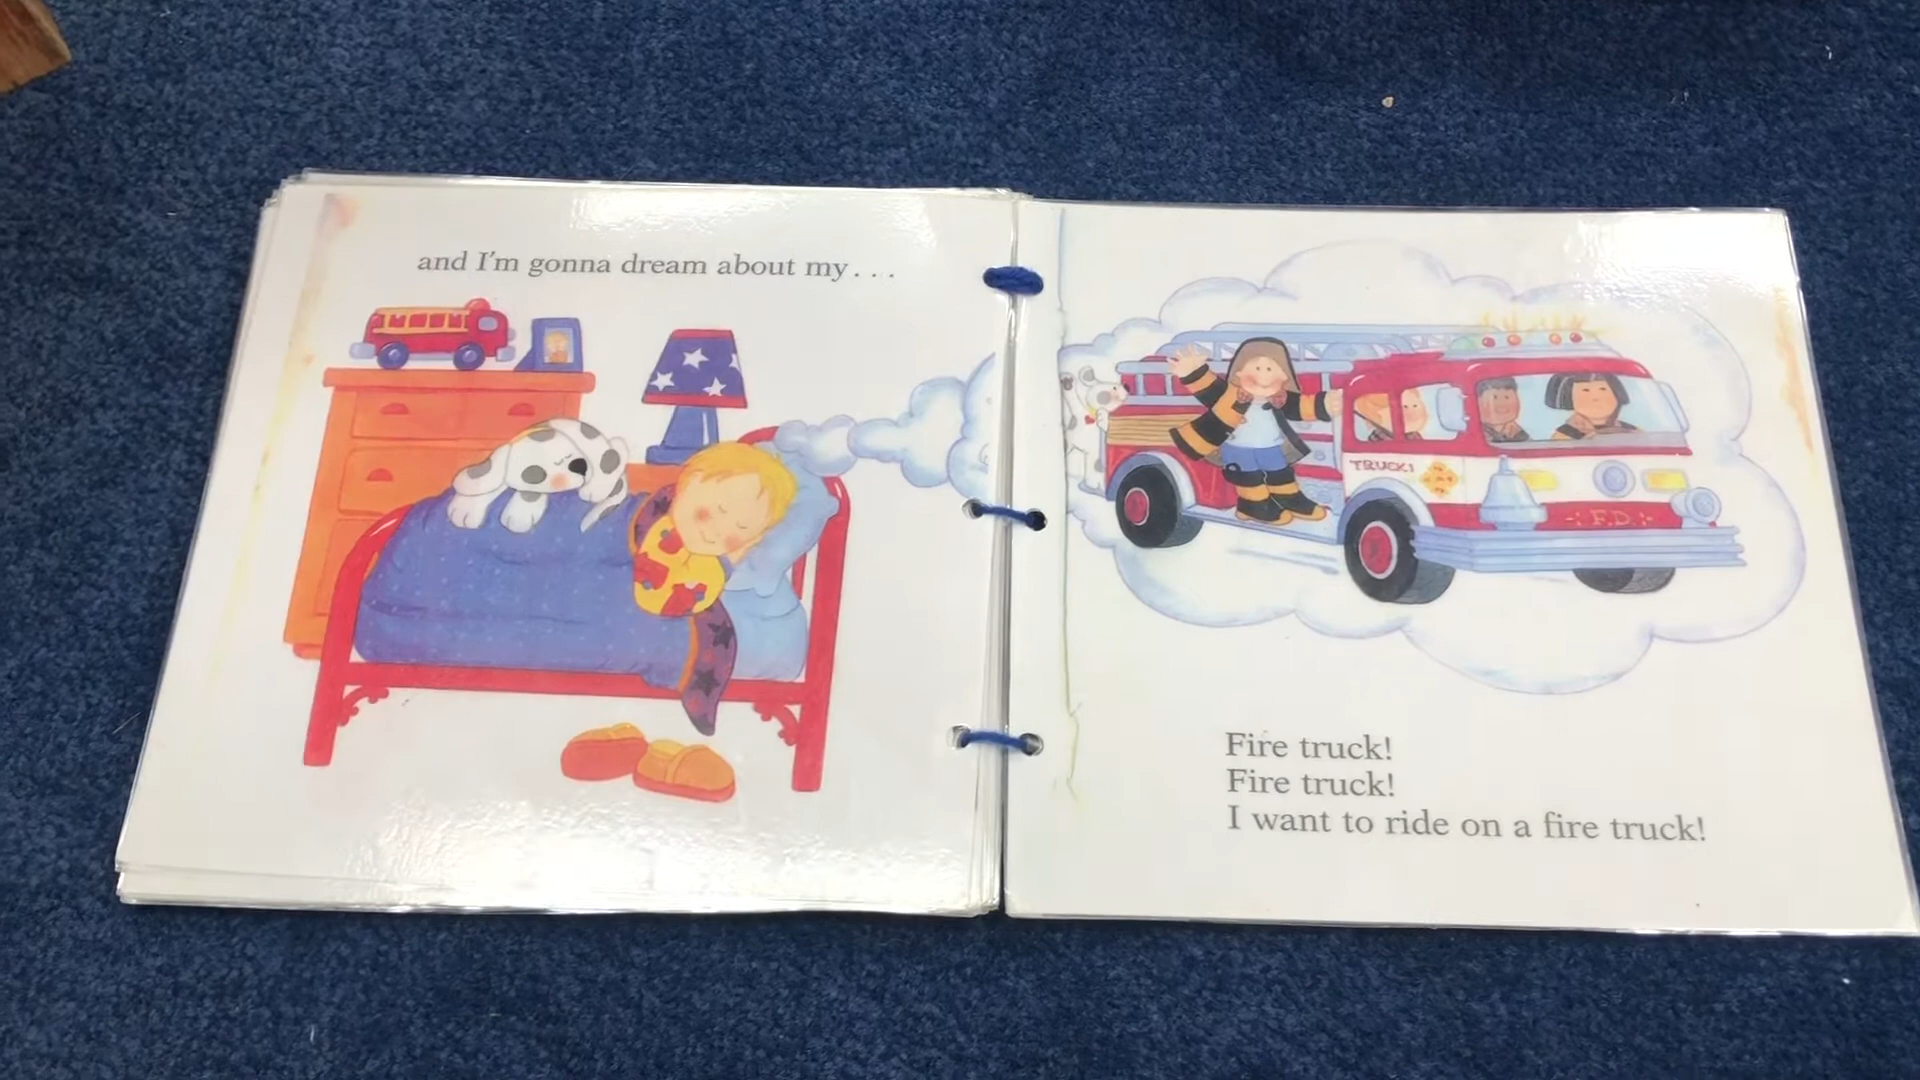 and I'm gonna dream about my . . .
TRUCK 1
F.D.
Fire truck!
Fire truck!
I want to ride on a fire truck!